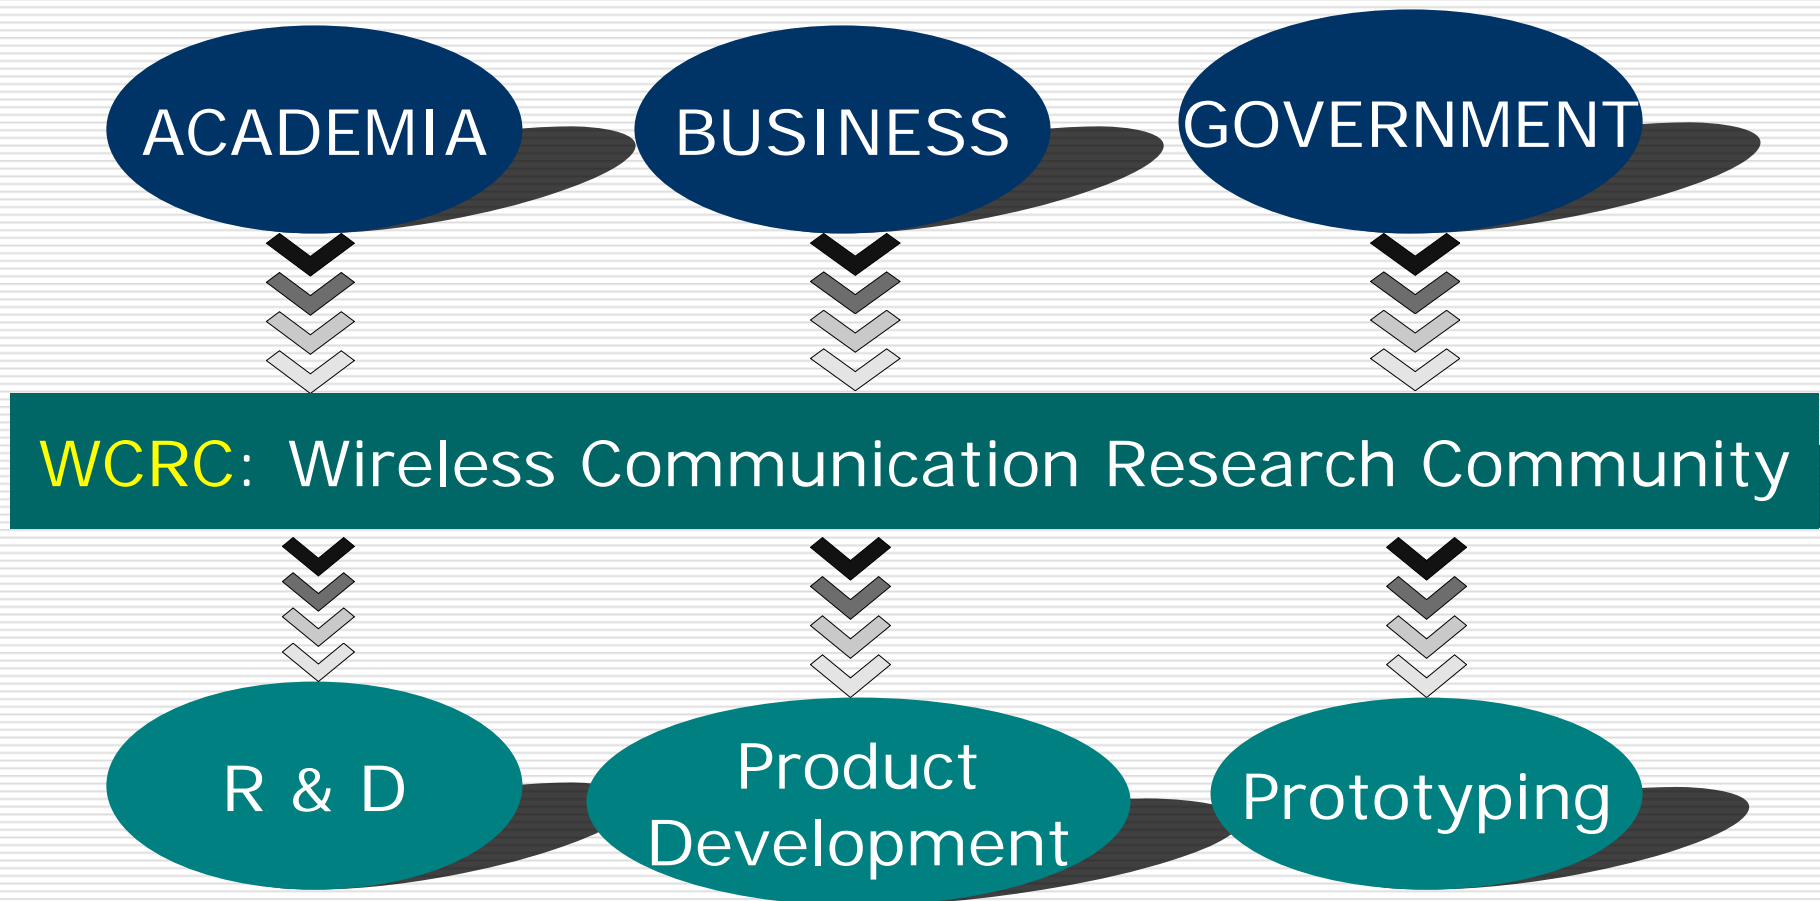 ACADEMIA
BUSINESS
GOVERNMENT
WCRC: Wireless Communication Research Community
R & D
Product
Development
Prototyping